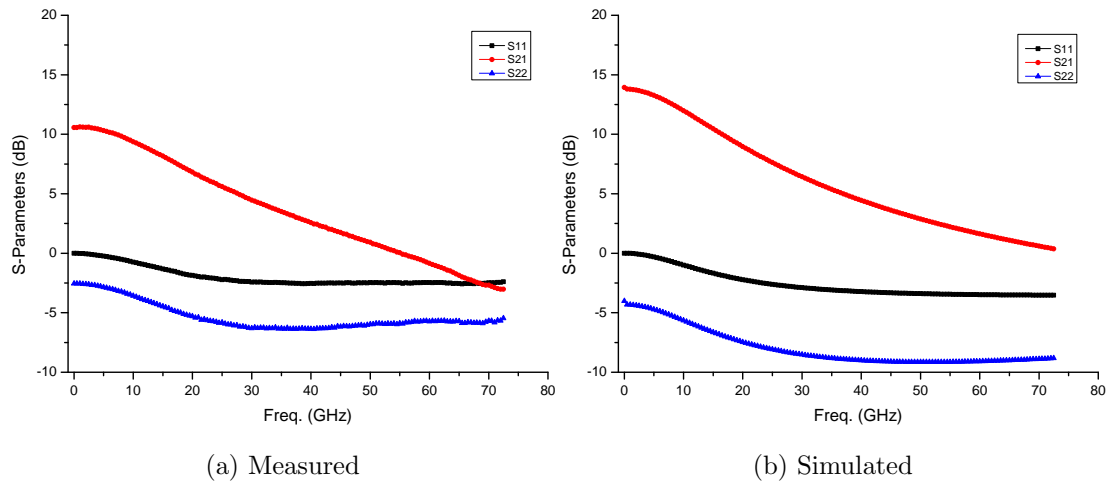 20
15
10
5
0
-5
-10
S-Parameters (dB)
0 10 20 30 40 50 60 70 80
Freq. (GHz)
S11
S21
S22
(a) Measured
20
15
10
5
0
-5
-10
S-Parameters (dB)
0 10 20 30 40 50 60 70 80
Freq. (GHz)
S11
S21
S22
(b) Simulated